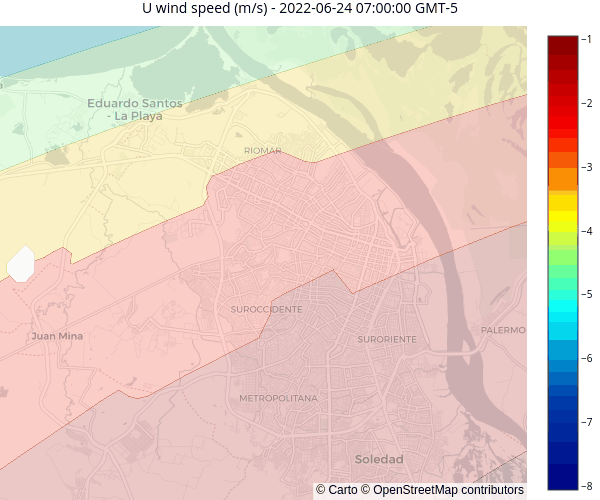 U wind speed (m/s) - 2022-06-24 07:00:00 GMT-5
−1
Eduardo Santos
- La Playa
−2
RIOMAR
−3
−4
−5
SUROCCIDENTE
PALERMO
Juan Mina
SURORIENTE
−6
METROPOLITANA
−7
Soledad
−8
© Carto © OpenStreetMap contributors